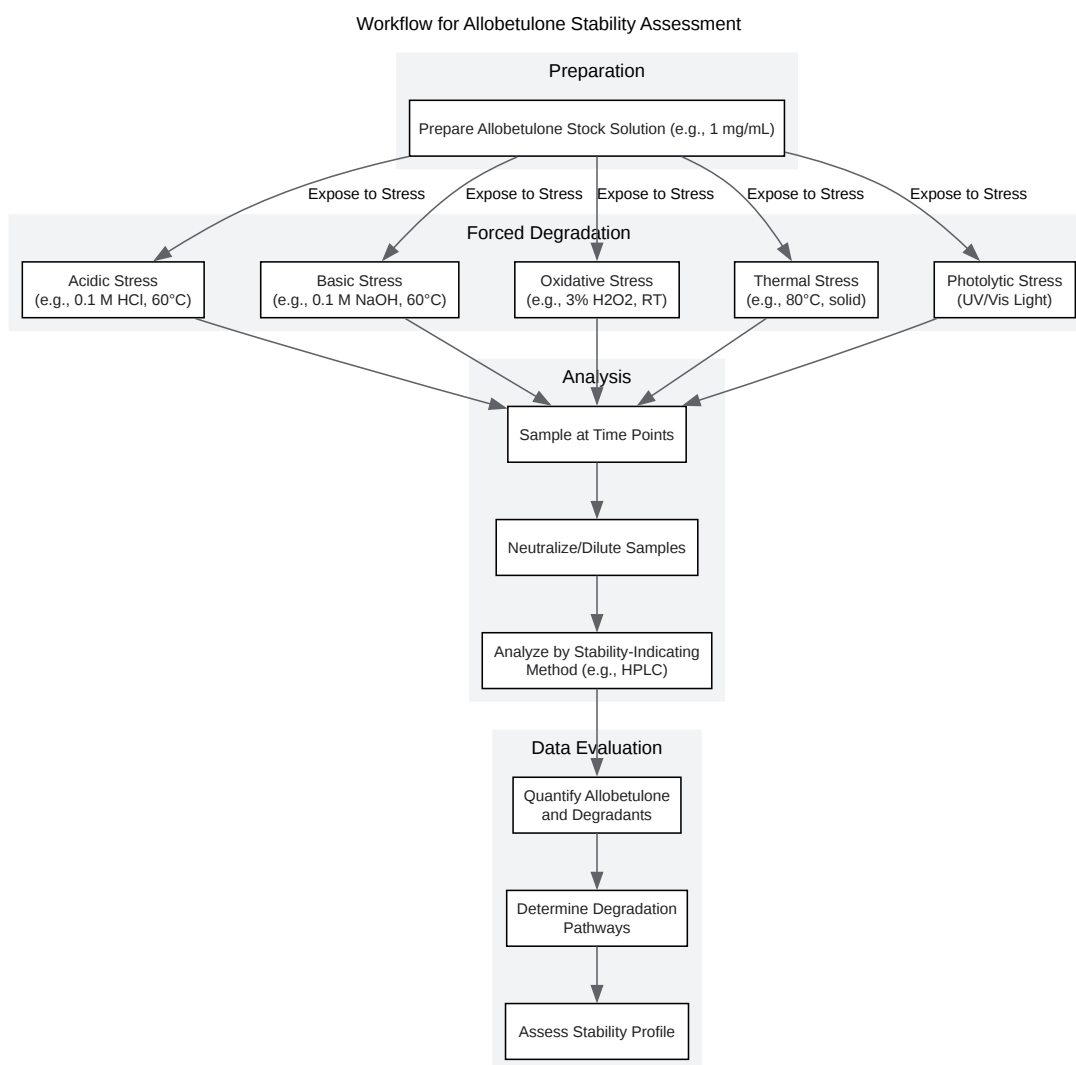 Workflow for Allobetulone Stability Assessment
Preparation
Prepare Allobetulone Stock Solution (e.g., 1 mg/mL)
Expose to Stress
Expose to Stress
Expose to Stress
Expose to Stress
Expose to Stress
Forced Degradation
Acidic Stress
(e.g., 0.1 M HCl, 60°C)
Basic Stress
(e.g., 0.1 M NaOH, 60°C)
Oxidative Stress
(e.g., 3% H2O2, RT)
Thermal Stress
(e.g., 80°C, solid)
Photolytic Stress
(UV/Vis Light)
Analysis
Sample at Time Points
Neutralize/Dilute Samples
Analyze by Stability-Indicating
Method (e.g., HPLC)
Data Evaluation
Quantify Allobetulone
and Degradants
Determine Degradation
Pathways
Assess Stability Profile